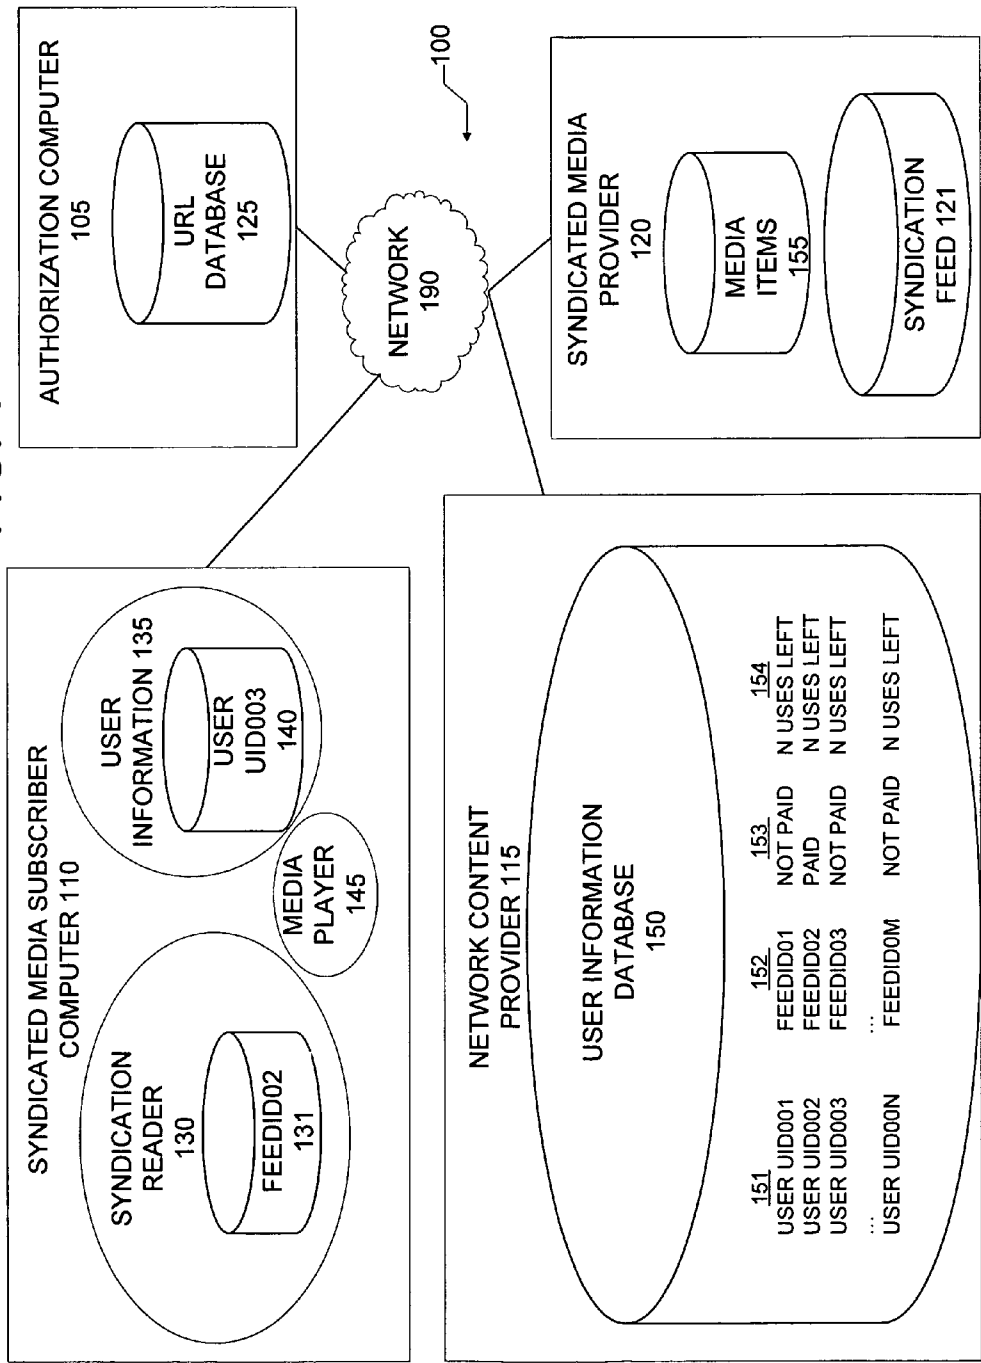 SYNDICATED MEDIA SUBSCRIBER
COMPUTER 110
SYNDICATION
READER
130
FEEDID02
131
USER
INFORMATION 135
USER
UID003
140
MEDIA
PLAYER
145
AUTHORIZATION COMPUTER
105
URL
DATABASE
125
NETWORK
190
100
NETWORK CONTENT
PROVIDER 115
USER INFORMATION
DATABASE
150
151 152 153 154
USER UID001 FEEDID01 NOT PAID N USES LEFT
USER UID002 FEEDID02 PAID N USES LEFT
USER UID003 FEEDID03 NOT PAID N USES LEFT
... ...
USER UID00N FEEDID0M NOT PAID N USES LEFT
SYNDICATED MEDIA
PROVIDER
120
MEDIA
ITEMS
155
SYNDICATION
FEED 121